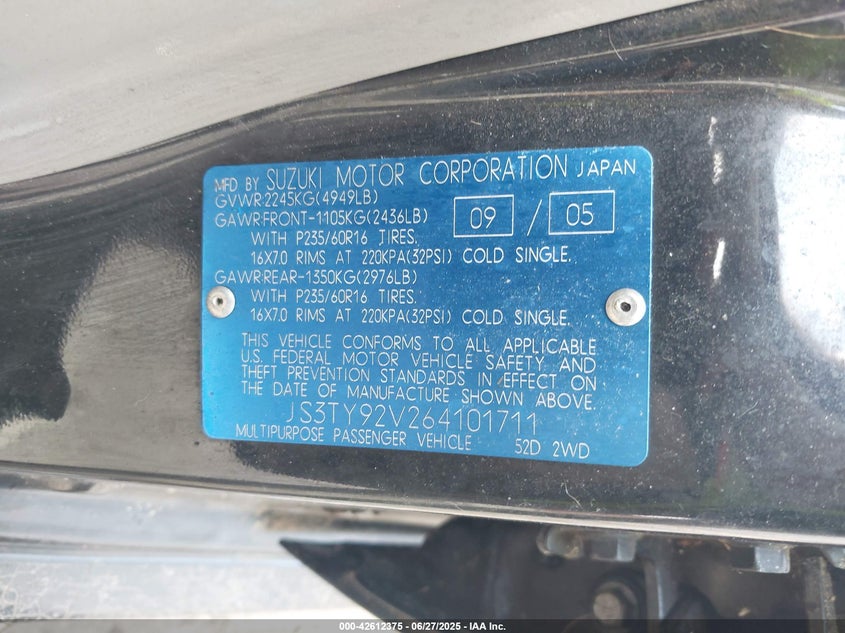 MFD BY SUZUKI MOTOR CORPORATION JAPAN
GVWR:2245KG(4949LB)
GAWR:FRONT-1105KG(2436LB) 09 / 05
WITH P235/60R16 TIRES.
16X7.0 RIMS AT 220KPA(32PSI) COLD SINGLE.
GAWR:REAR-1350KG(2976LB)
WITH P235/60R16 TIRES.
16X7.0 RIMS AT 220KPA(32PSI) COLD SINGLE.
THIS VEHICLE CONFORMS TO ALL APPLICABLE
U.S. FEDERAL MOTOR VEHICLE SAFETY AND
THEFT PREVENTION STANDARDS IN EFFECT ON
THE DATE OF MANUFACTURE SHOWN ABOVE.
JS3TY92V264101711
MULTIPURPOSE PASSENGER VEHICLE 52D 2WD
000-42612375 - 06/27/2025 - IAA Inc.